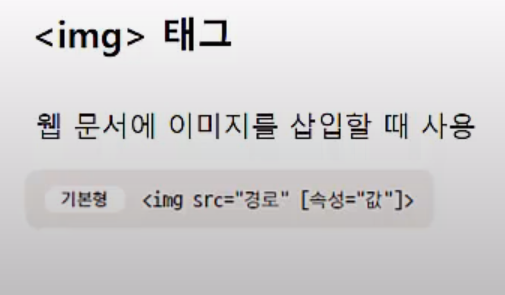 <img> 태그
웹 문서에 이미지를 삽입할 때 사용
기본형 <img src="경로" [속성="값"]>